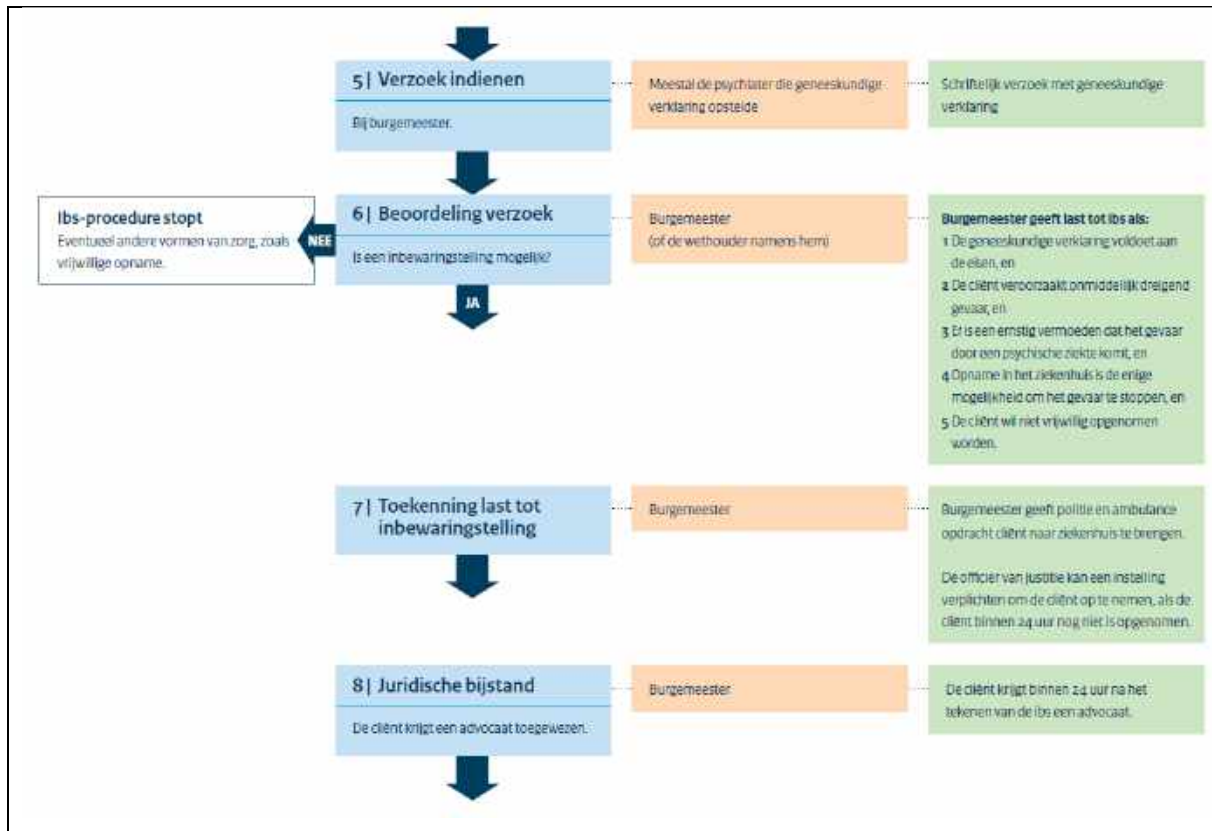 5| Verzoek indienen
Bij burgemeester.
Meestal de psychiater die geneeskundige
verklaring opstelde
Schriftelijk verzoek met geneeskundige
verklaring
Ibs-procedure stopt
Eventueel andere vormen van zorg, zoals
vrijwillige opname.
NEE
6| Beoordeling verzoek
Is een inbewaringstelling mogelijk?
JA
Burgemeester
(of de wethouder namens hem)
Burgemeester geeft last tot ibs als:
1 De geneeskundige verklaring voldoet aan
de eisen, en
2 De cliënt veroorzaakt onmiddellijk dreigend
gevaar, en
3 Er is een ernstig vermoeden dat het gevaar
door een psychische ziekte komt, en
4 Opname in het ziekenhuis is de enige
mogelijkheid om het gevaar te stoppen, en
5 De cliënt wil niet vrijwillig opgenomen
worden.
7| Toekenning last tot
inbewaringstelling
Burgemeester
Burgemeester geeft politie en ambulance
opdracht cliënt naar ziekenhuis te brengen.
De officier van justitie kan een instelling
verplichten om de cliënt op te nemen, als de
cliënt binnen 24 uur nog niet is opgenomen.
8| Juridische bijstand
De cliënt krijgt een advocaat toegewezen.
Burgemeester
De cliënt krijgt binnen 24 uur na het
tekenen van de ibs een advocaat.